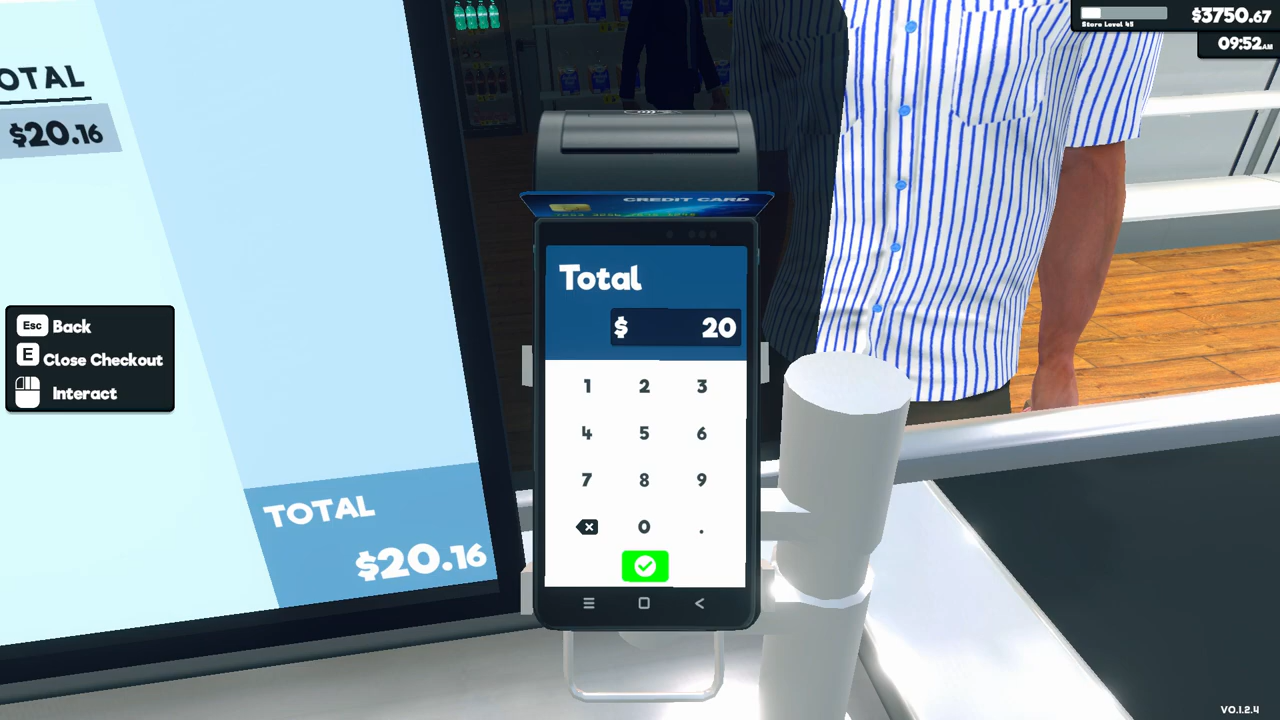 OTAL
$20.16
TOTAL
$20.16
Esc Back
E Close Checkout
Interact
CREDIT CARD
Total
$ 20
1 2 3
4 5 6
7 8 9
0 .
Store Level 45
$3750.67
09:52AM
V0.1.2.4